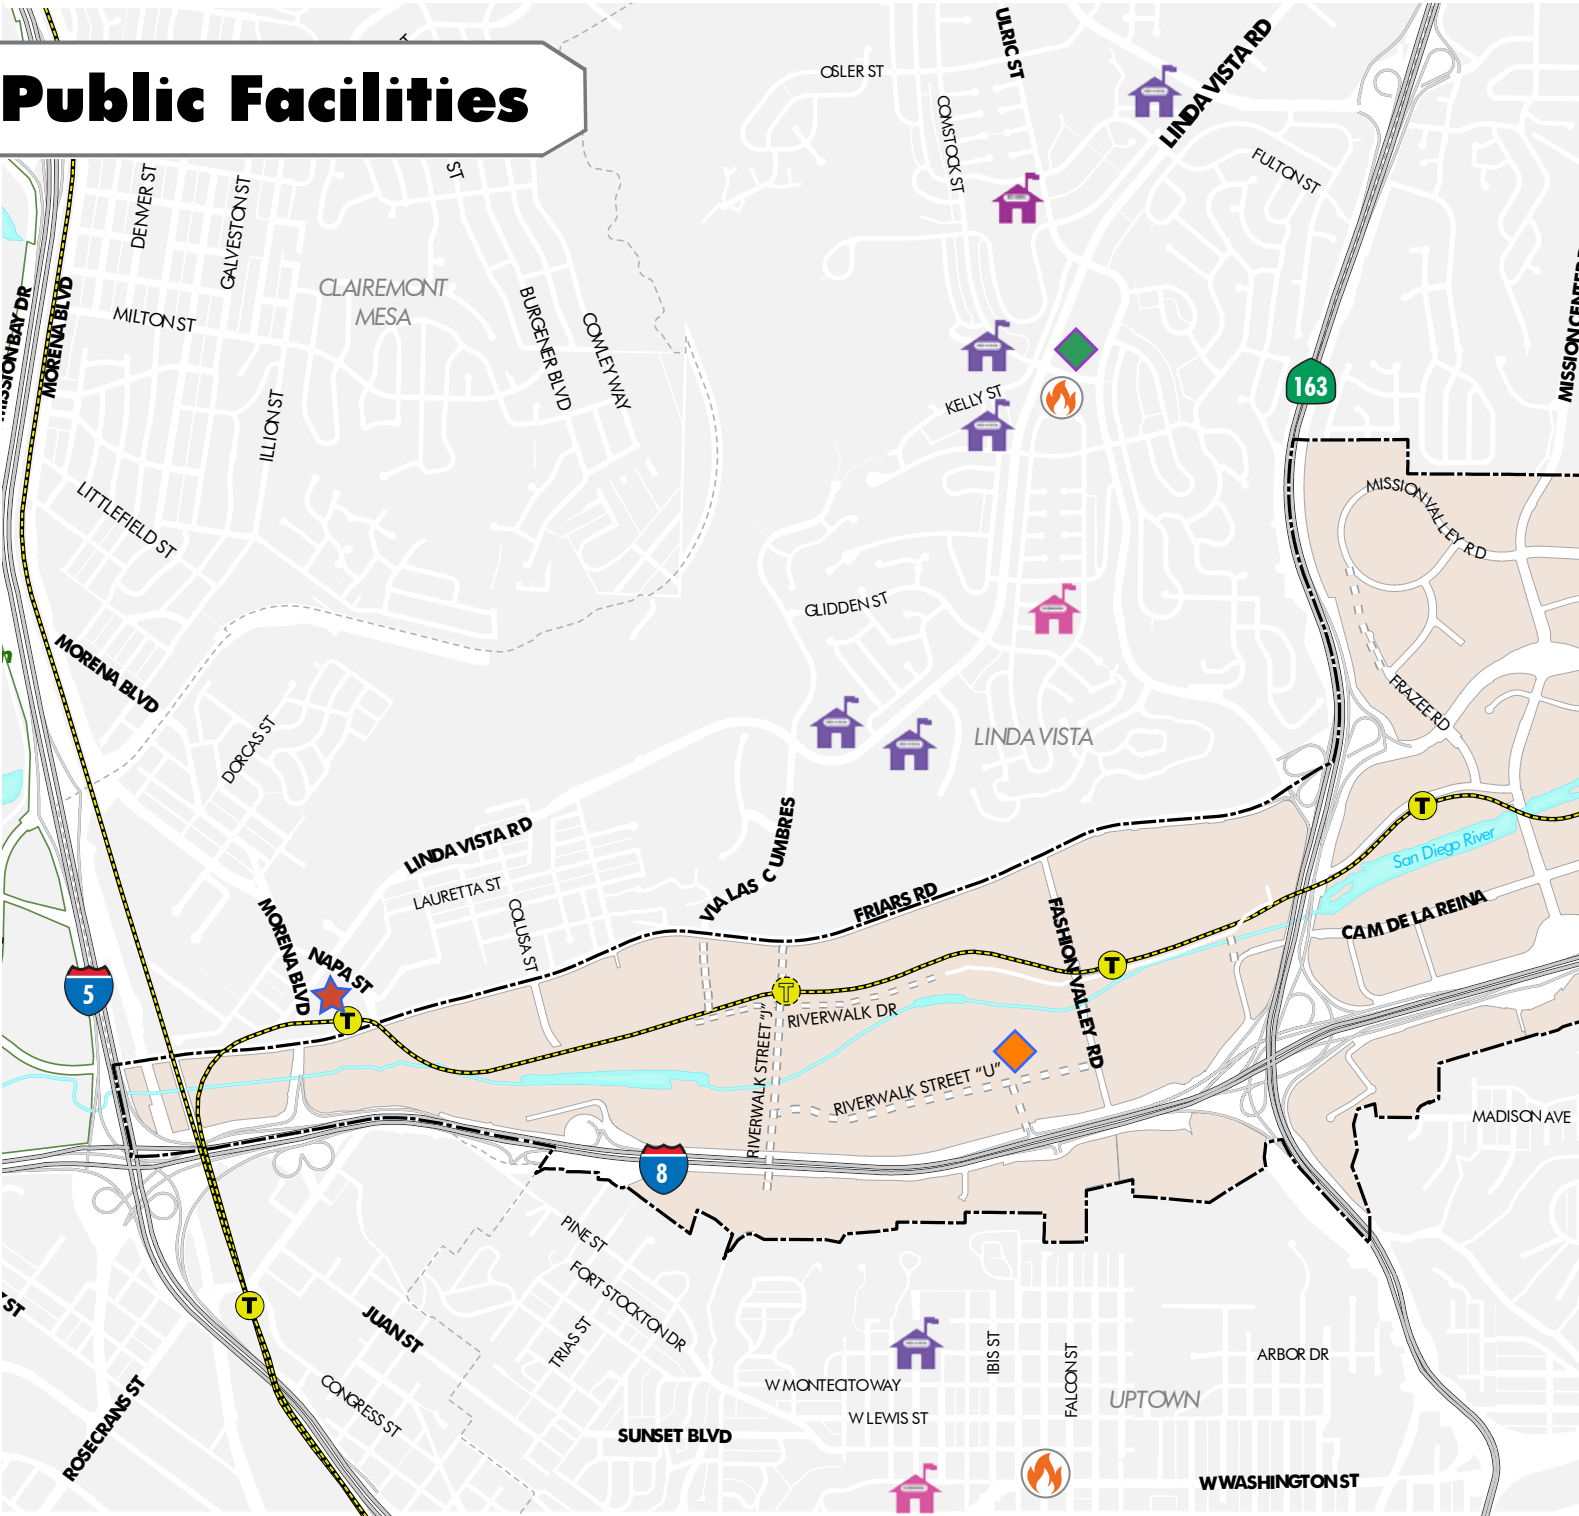 Public Facilities
OSLER ST
ULRIC ST
LINDA VISTA RD
COMSTOCK ST
FULTON ST
ST
DENVER ST
GALVESTON ST
CLAIREMONT
MESA
MILTON ST
MORENA BLVD
BURGENER BLVD
COWLEY WAY
ILLION ST
KELLY ST
163
LITTLEFIELD ST
MISSION VALLEY RD
GLIDDEN ST
MORENA BLVD
FRAZEE RD
DORCAS ST
LINDA VISTA
T
LINDA VISTA RD
VIA LAS CUMBRES
San Diego River
LAURETTA ST
COLUSA ST
FRIARS RD
FASHION VALLEY RD
CAM DE LA REINA
MORENA BLVD
NAPA ST
5
T
T
T
RIVERWALK DR
RIVERWALK STREET "J"
RIVERWALK STREET "U"
MADISON AVE
8
PINE ST
FORT STOCKTON DR
T
JUAN ST
TRIAS ST
IBIS ST
FALCON ST
ARBOR DR
W MONTECITO WAY
UPTOWN
W LEWIS ST
CONGRESS ST
ROSECRANS ST
SUNSET BLVD
W WASHINGTON ST
ST